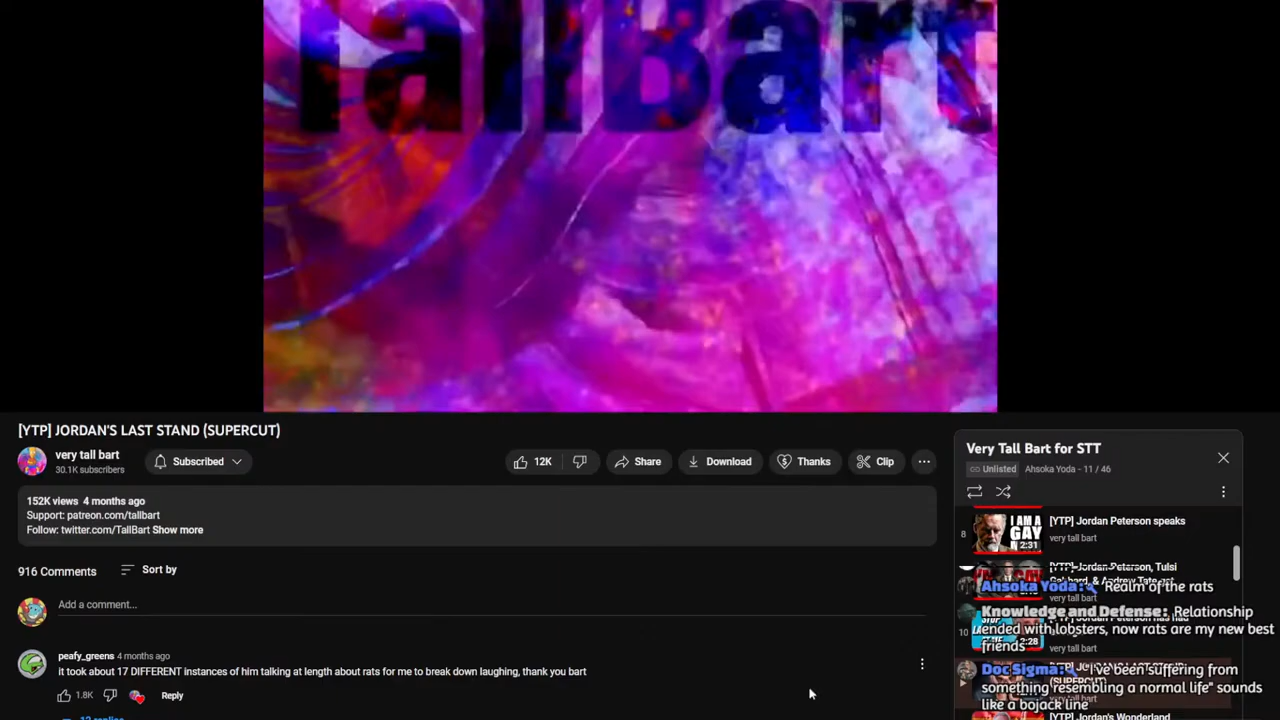 TallBart
[YTP] JORDAN'S LAST STAND (SUPERCUT)
very tall bart
30.1K subscribers
Subscribed
12K
Share
Download
Thanks
Clip
152K views 4 months ago
Support: patreon.com/tallbart
Follow: twitter.com/TallBart Show more
916 Comments
Sort by
Add a comment...
peafy_greens 4 months ago
it took about 17 DIFFERENT instances of him talking at length about rats for me to break down laughing, thank you bart
1.8K
Reply
12 replies
Very Tall Bart for STT
Unlisted
Ahsoka Yoda - 11 / 46
8
I AM A
GAY
2:31
[YTP] Jordan Peterson speaks
very tall bart
[YTP] Jordan Peterson, Tulsi
very tall bart
Ahsoka Yoda: Realm of the rats
Knowledge and Defense: Relationship
ended with lobsters, now rats are my new best
friends
10
2:28
very tall bart
Doc Sigma: "I've been suffering from
something resembling a normal life" sounds
like a bojack line
[YTP] Jordan's Wonderland